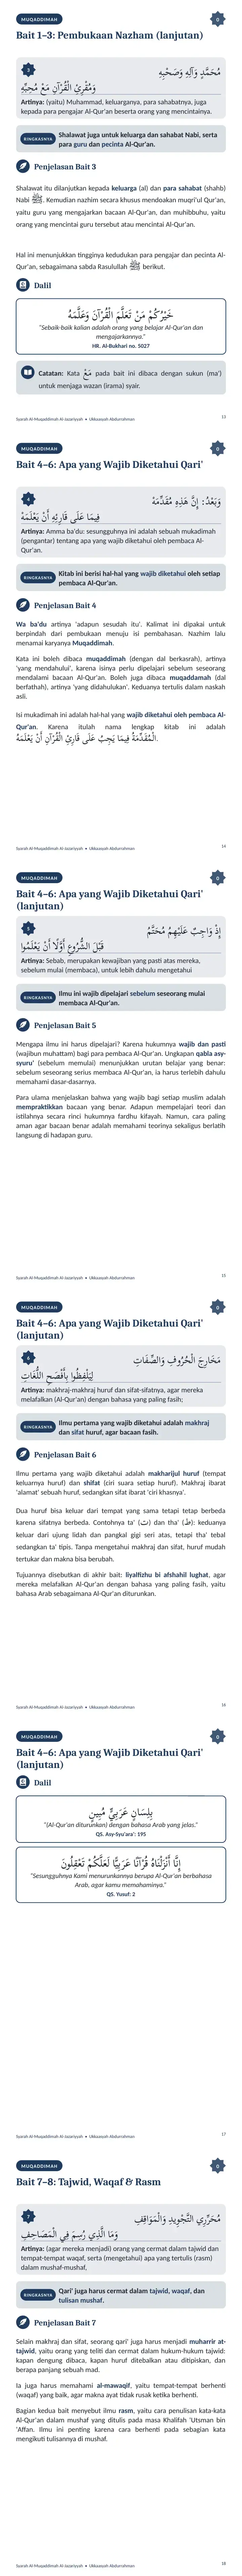 MUQADDIMAH
0
Bait 1–3: Pembukaan Nazham (lanjutan)
3
مُحَمَّدٍ وَآلِهِ وَصَحْبِهِ
وَمُقْرِئِ الْقُرْآنِ مَعْ مُحِبِّهِ
Artinya: (yaitu) Muhammad, keluarganya, para sahabatnya, juga
kepada para pengajar Al-Qur'an beserta orang yang mencintainya.
RINGKASNYA
Shalawat juga untuk keluarga dan sahabat Nabi, serta
para guru dan pecinta Al-Qur'an.
Penjelasan Bait 3
Shalawat itu dilanjutkan kepada keluarga (al) dan para sahabat (shahb)
Nabi ﷺ. Kemudian nazhim secara khusus mendoakan muqri'ul Qur'an,
yaitu guru yang mengajarkan bacaan Al-Qur'an, dan muhibbuhu, yaitu
orang yang mencintai guru tersebut atau mencintai Al-Qur'an.
Hal ini menunjukkan tingginya kedudukan para pengajar dan pecinta Al-
Qur'an, sebagaimana sabda Rasulullah ﷺ berikut.
Dalil
خَيْرُكُمْ مَنْ تَعَلَّمَ الْقُرْآنَ وَعَلَّمَهُ
"Sebaik-baik kalian adalah orang yang belajar Al-Qur'an dan
mengajarkannya."
HR. Al-Bukhari no. 5027
Catatan: Kata مَعْ pada bait ini dibaca dengan sukun (ma')
untuk menjaga wazan (irama) syair.
Syarah Al-Muqaddimah Al-Jazariyyah • Ukkaasyah Abdurrahman
13
MUQADDIMAH
0
Bait 4–6: Apa yang Wajib Diketahui Qari'
4
وَبَعْدُ: إِنَّ هَذِهِ مُقَدِّمَهْ
فِيمَا عَلَى قَارِئِهِ أَنْ يَعْلَمَهْ
Artinya: Amma ba'du: sesungguhnya ini adalah sebuah mukadimah
(pengantar) tentang apa yang wajib diketahui oleh pembaca Al-
Qur'an.
RINGKASNYA
Kitab ini berisi hal-hal yang wajib diketahui oleh setiap
pembaca Al-Qur'an.
Penjelasan Bait 4
Wa ba'du artinya 'adapun sesudah itu'. Kalimat ini dipakai untuk
berpindah dari pembukaan menuju isi pembahasan. Nazhim lalu
menamai karyanya Muqaddimah.
Kata ini boleh dibaca muqaddimah (dengan dal berkasrah), artinya
'yang mendahului', karena isinya perlu dipelajari sebelum seseorang
mendalami bacaan Al-Qur'an. Boleh juga dibaca muqaddamah (dal
berfathah), artinya 'yang didahulukan'. Keduanya tertulis dalam naskah
asli.
Isi mukadimah ini adalah hal-hal yang wajib diketahui oleh pembaca Al-
Qur'an. Karena itulah nama lengkap kitab ini adalah
الْمُقَدِّمَةُ فِيمَا يَجِبُ عَلَى قَارِئِ الْقُرْآنِ أَنْ يَعْلَمَهُ.
Syarah Al-Muqaddimah Al-Jazariyyah • Ukkaasyah Abdurrahman
14
MUQADDIMAH
0
Bait 4–6: Apa yang Wajib Diketahui Qari'
(lanjutan)
5
إِذْ وَاجِبٌ عَلَيْهِمُ مُحَتَّمُ
قَبْلَ الشُّرُوعِ أَوَّلًا أَنْ يَعْلَمُوا
Artinya: Sebab, merupakan kewajiban yang pasti atas mereka,
sebelum mulai (membaca), untuk lebih dahulu mengetahui
RINGKASNYA
Ilmu ini wajib dipelajari sebelum seseorang mulai
membaca Al-Qur'an.
Penjelasan Bait 5
Mengapa ilmu ini harus dipelajari? Karena hukumnya wajib dan pasti
(wajibun muhattam) bagi para pembaca Al-Qur'an. Ungkapan qabla asy-
syuru' (sebelum memulai) menunjukkan urutan belajar yang benar:
sebelum seseorang serius membaca Al-Qur'an, ia harus terlebih dahulu
memahami dasar-dasarnya.
Para ulama menjelaskan bahwa yang wajib bagi setiap muslim adalah
mempraktikkan bacaan yang benar. Adapun mempelajari teori dan
istilahnya secara rinci hukumnya fardhu kifayah. Namun, cara paling
aman agar bacaan benar adalah memahami teorinya sekaligus berlatih
langsung di hadapan guru.
Syarah Al-Muqaddimah Al-Jazariyyah • Ukkaasyah Abdurrahman
15
MUQADDIMAH
0
Bait 4–6: Apa yang Wajib Diketahui Qari'
(lanjutan)
6
مَخَارِجَ الْحُرُوفِ وَالصِّفَاتِ
لِيَلْفِظُوا بِأَفْصَحِ اللُّغَاتِ
Artinya: makhraj-makhraj huruf dan sifat-sifatnya, agar mereka
melafalkan (Al-Qur'an) dengan bahasa yang paling fasih;
RINGKASNYA
Ilmu pertama yang wajib diketahui adalah makhraj
dan sifat huruf, agar bacaan fasih.
Penjelasan Bait 6
Ilmu pertama yang wajib diketahui adalah makharijul huruf (tempat
keluarnya huruf) dan shifat (ciri suara setiap huruf). Makhraj ibarat
'alamat' sebuah huruf, sedangkan sifat ibarat 'ciri khasnya'.
Dua huruf bisa keluar dari tempat yang sama tetapi tetap berbeda
karena sifatnya berbeda. Contohnya ta' (ت) dan tha' (ط): keduanya
keluar dari ujung lidah dan pangkal gigi seri atas, tetapi tha' tebal
sedangkan ta' tipis. Tanpa mengetahui makhraj dan sifat, huruf mudah
tertukar dan makna bisa berubah.
Tujuannya disebutkan di akhir bait: liyalfizhu bi afshahil lughat, agar
mereka melafalkan Al-Qur'an dengan bahasa yang paling fasih, yaitu
bahasa Arab sebagaimana Al-Qur'an diturunkan.
Syarah Al-Muqaddimah Al-Jazariyyah • Ukkaasyah Abdurrahman
16
MUQADDIMAH
0
Bait 4–6: Apa yang Wajib Diketahui Qari'
(lanjutan)
Dalil
بِلِسَانٍ عَرَبِيٍّ مُبِينٍ
"(Al-Qur'an diturunkan) dengan bahasa Arab yang jelas."
QS. Asy-Syu'ara': 195
إِنَّا أَنْزَلْنَاهُ قُرْآنًا عَرَبِيًّا لَعَلَّكُمْ تَعْقِلُونَ
"Sesungguhnya Kami menurunkannya berupa Al-Qur'an berbahasa
Arab, agar kamu memahaminya."
QS. Yusuf: 2
Syarah Al-Muqaddimah Al-Jazariyyah • Ukkaasyah Abdurrahman
17
MUQADDIMAH
0
Bait 7–8: Tajwid, Waqaf & Rasm
7
مُحَرِّرِي التَّجْوِيدِ وَالْمَوَاقِفِ
وَمَا الَّذِي رُسِمَ فِي الْمَصَاحِفِ
Artinya: (agar mereka menjadi) orang yang cermat dalam tajwid dan
tempat-tempat waqaf, serta (mengetahui) apa yang tertulis (rasm)
dalam mushaf-mushaf,
RINGKASNYA
Qari' juga harus cermat dalam tajwid, waqaf, dan
tulisan mushaf.
Penjelasan Bait 7
Selain makhraj dan sifat, seorang qari' juga harus menjadi muharrir at-
tajwid, yaitu orang yang teliti dan cermat dalam hukum-hukum tajwid:
kapan dengung dibaca, kapan huruf ditebalkan atau ditipiskan, dan
berapa panjang sebuah mad.
Ia juga harus memahami al-mawaqif, yaitu tempat-tempat berhenti
(waqaf) yang baik, agar makna ayat tidak rusak ketika berhenti.
Bagian kedua bait menyebut ilmu rasm, yaitu cara penulisan kata-kata
Al-Qur'an dalam mushaf yang ditulis pada masa Khalifah 'Utsman bin
'Affan. Ilmu ini penting karena cara berhenti pada sebagian kata
mengikuti tulisannya di mushaf.
Syarah Al-Muqaddimah Al-Jazariyyah • Ukkaasyah Abdurrahman
18